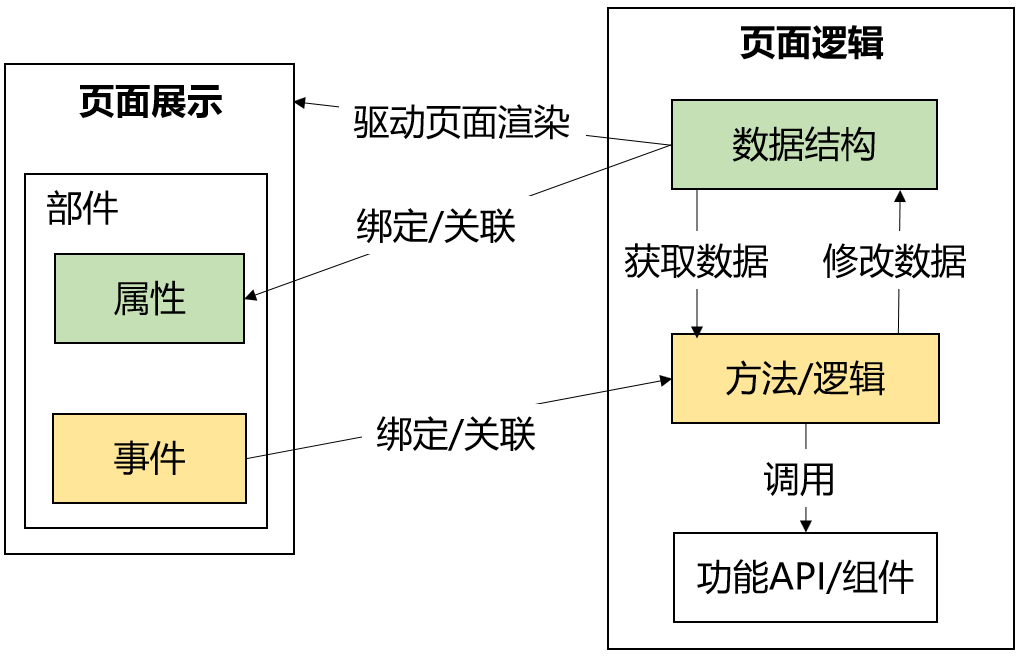 页面展示
部件
属性
事件
驱动页面渲染
绑定/关联
绑定/关联
页面逻辑
数据结构
获取数据
修改数据
方法/逻辑
调用
功能API/组件